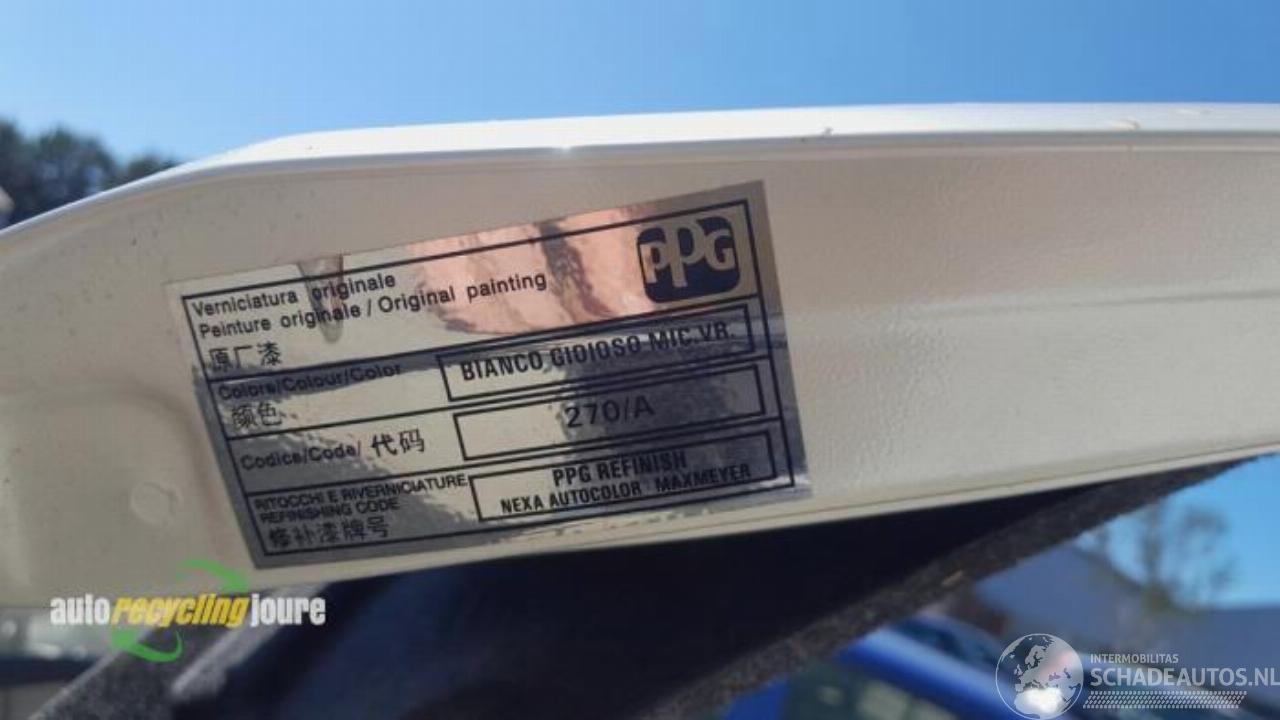 Verniciatura originale
Peinture originale / Original painting
原厂漆
PPG
Colore/Colour/Color
颜色
BIANCO GIOIOSO MIC.VR.
Codice/Code/代码
270/A
RITOCCHI E RIVERNICIATURE
REFINISHING CODE
修补漆牌号
PPG REFINISH
NEXA AUTOCOLOR - MAXMEYER
autorecyclingjoure
INTERMOBILITAS
SCHADEAUTOS.NL